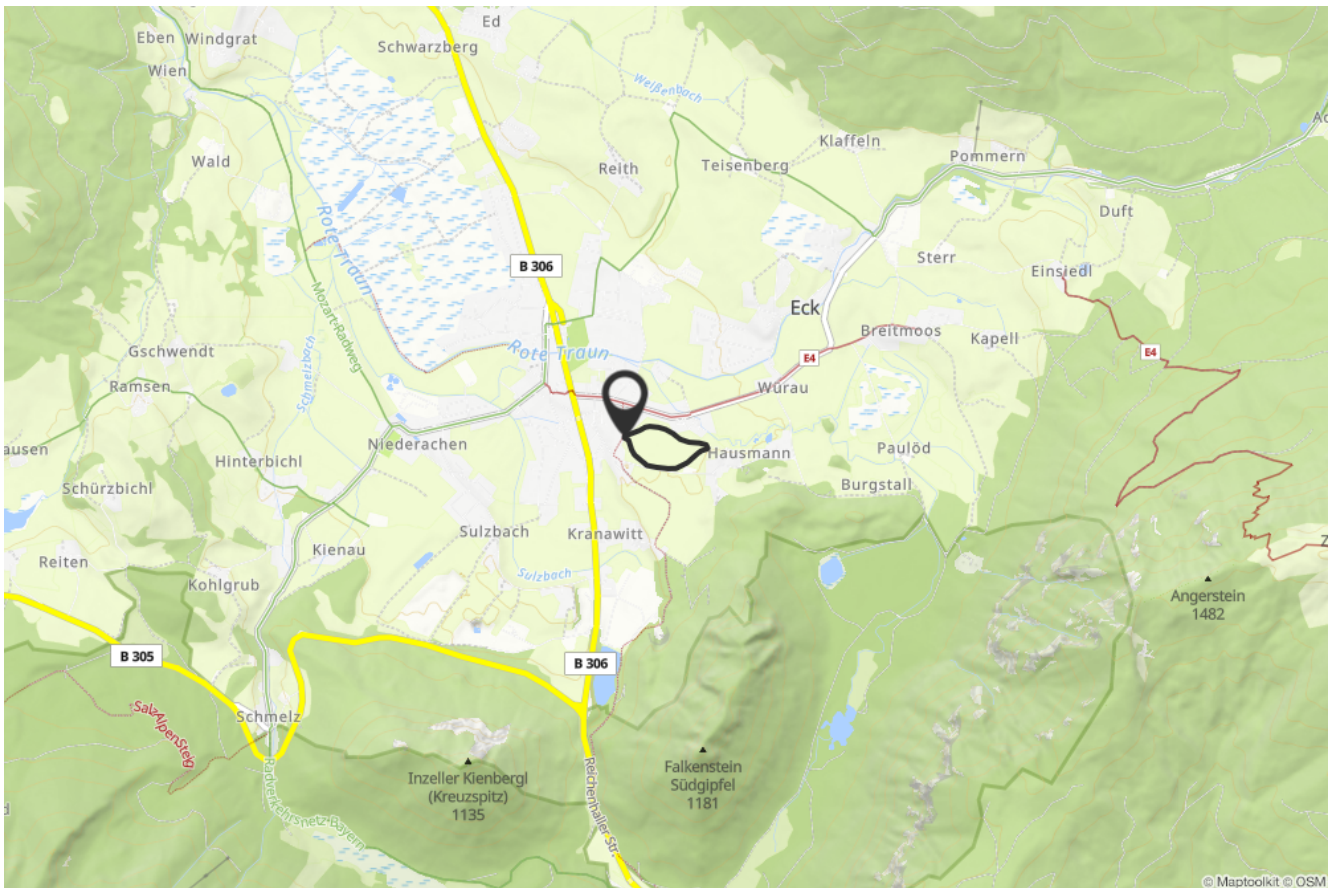 Ed
Eben
Windgrat
Schwarzberg
Wien
Weißenbach
Klaffeln
Wald
Reith
Teisenberg
Pommern
Rote Traun
Duft
B 306
Sterr
Einsiedl
Mozart-Radweg
Eck
Schmelzbach
Gschwendt
Rote Traun
Breitmoos
Kapell
E4
E4
Ramsen
Würau
Niederachen
ausen
Hausmann
Paulöd
Hinterbichl
Schürzbichl
Burgstall
Sulzbach
Kranawitt
Kienau
Reiten
Sulzbach
Kohlgrub
Z
Angerstein
1482
B 305
B 306
SalzAlpenSteig
Schmelz
Falkenstein
Südgipfel
1181
Inzeller Kienbergl
(Kreuzspitz)
1135
Reichenhaller Str.
Radverkehrsnetz-Bayern
d
© Maptoolkit © OSM